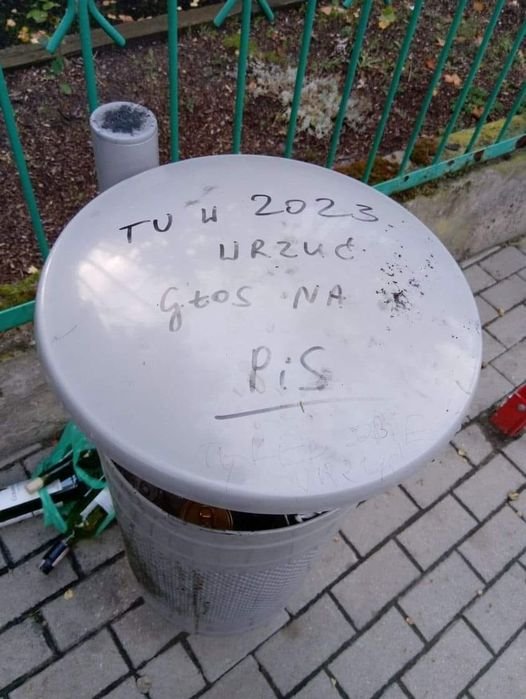 TU W 2023
WRZUĆ
GŁOS NA
PiS